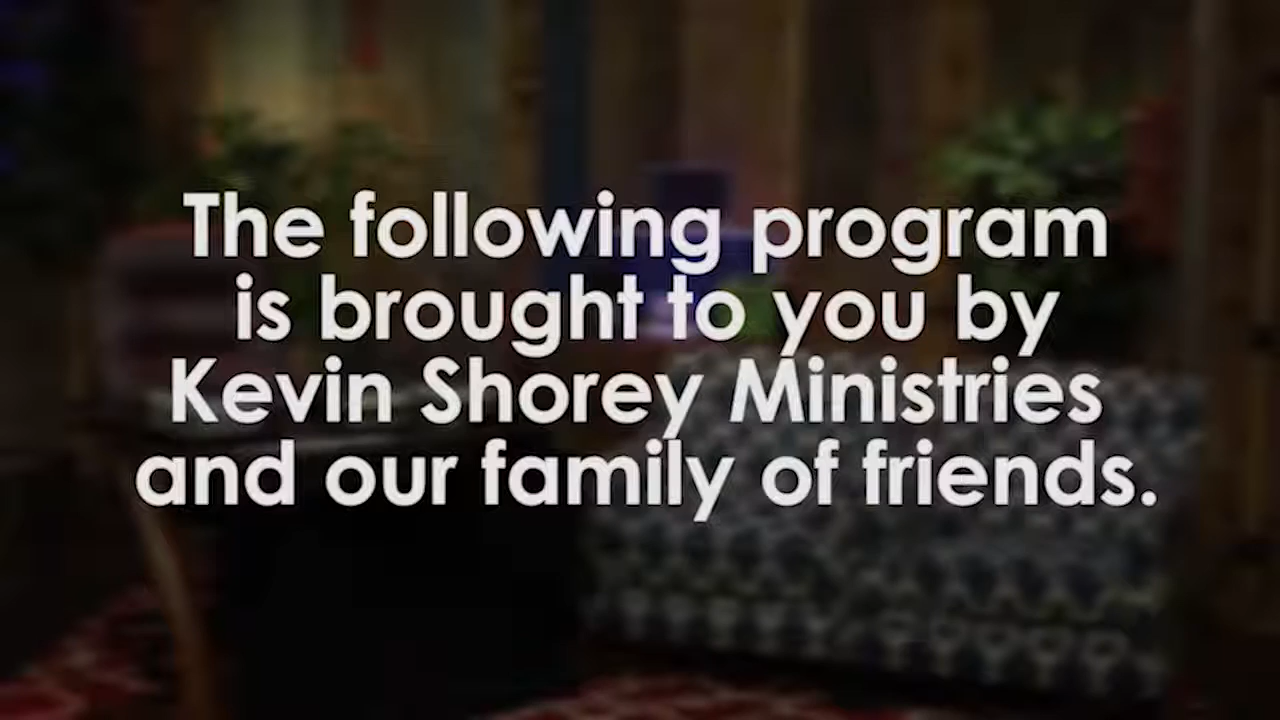 The following program
is brought to you by
Kevin Shorey Ministries
and our family of friends.